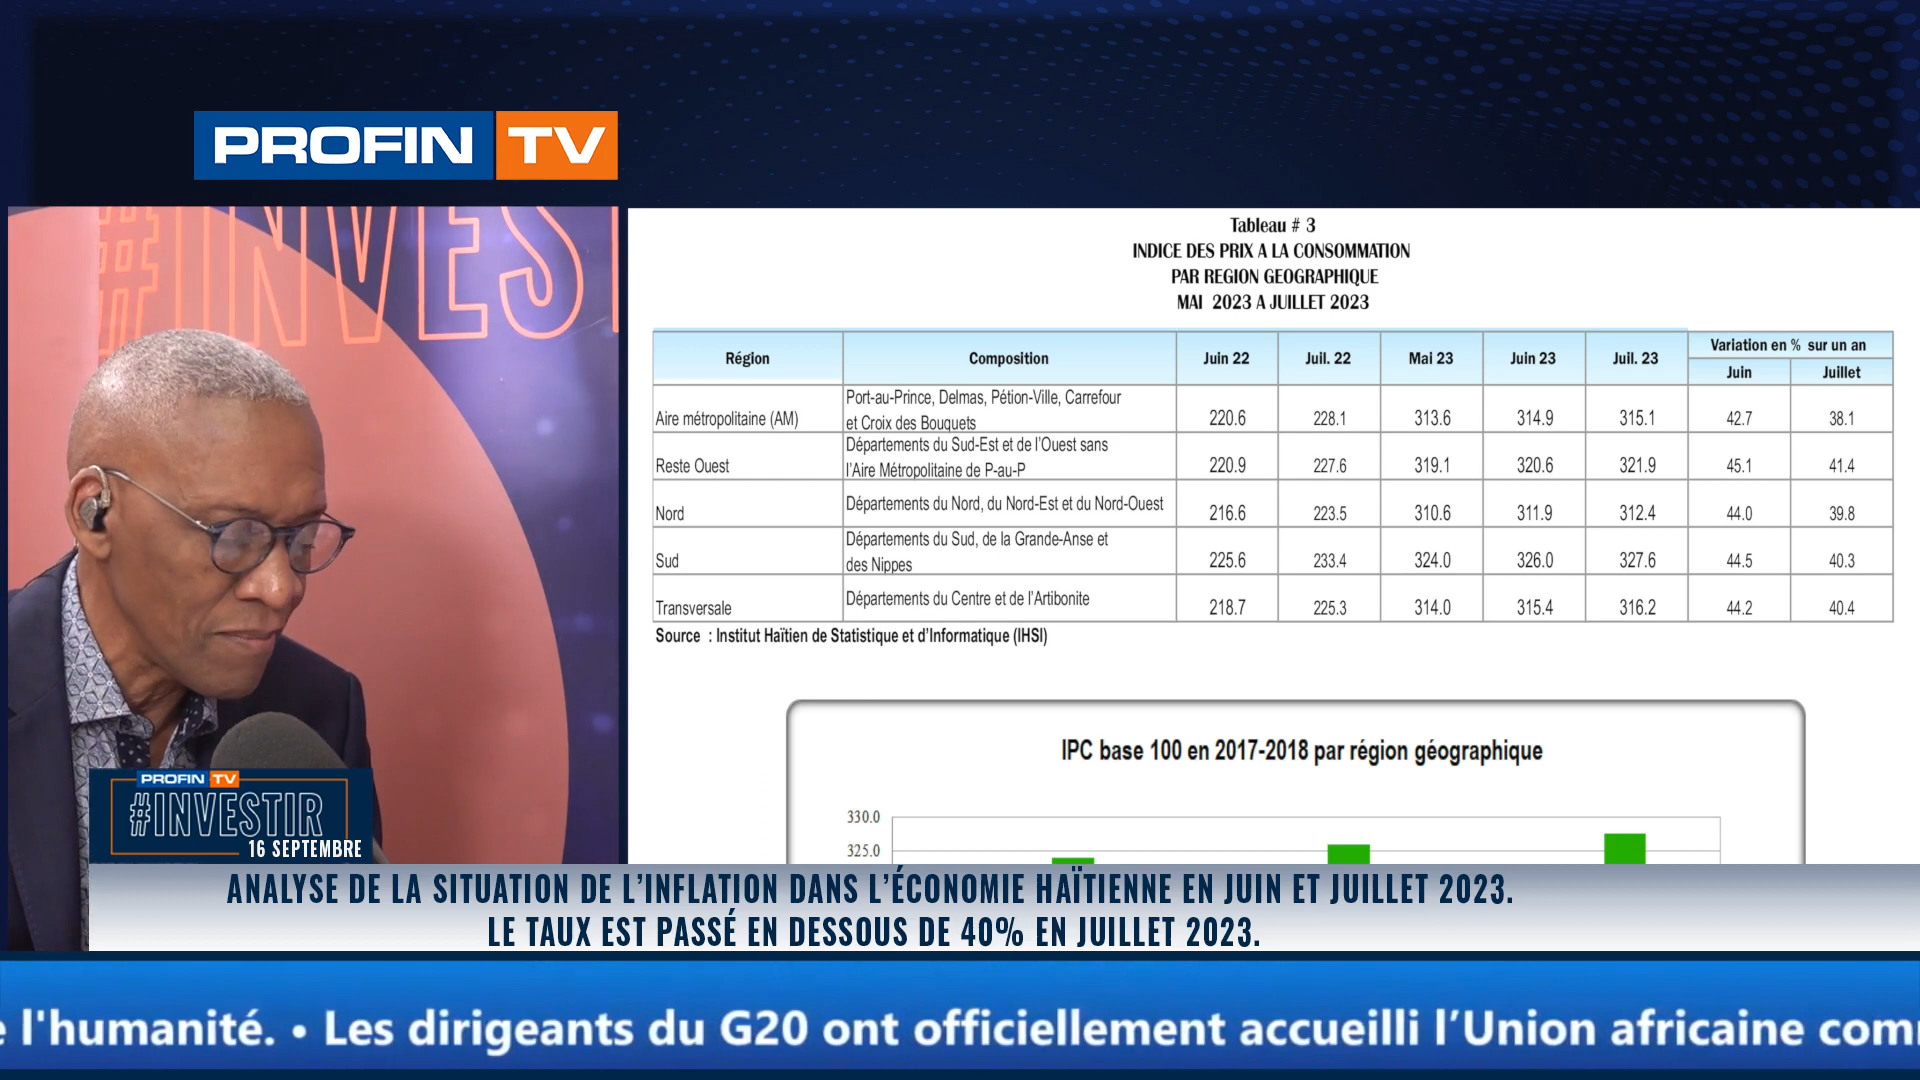 PROFIN TV
#INVESTI
Tableau # 3
INDICE DES PRIX A LA CONSOMMATION
PAR REGION GEOGRAPHIQUE
MAI 2023 A JUILLET 2023
Région Composition Juin 22 Juil. 22 Mai 23 Juin 23 Juil. 23 Variation en % sur un an
Juin Juillet
Port-au-Prince, Delmas, Pétion-Ville, Carrefour
Aire métropolitaine (AM) et Croix des Bouquets 220.6 228.1 313.6 314.9 315.1 42.7 38.1
Départements du Sud-Est et de l'Ouest sans
Reste Ouest l'Aire Métropolitaine de P-au-P 220.9 227.6 319.1 320.6 321.9 45.1 41.4
Nord Départements du Nord, du Nord-Est et du Nord-Ouest 216.6 223.5 310.6 311.9 312.4 44.0 39.8
Départements du Sud, de la Grande-Anse et
Sud des Nippes 225.6 233.4 324.0 326.0 327.6 44.5 40.3
Transversale Départements du Centre et de l'Artibonite 218.7 225.3 314.0 315.4 316.2 44.2 40.4
Source : Institut Haïtien de Statistique et d'Informatique (IHSI)
IPC base 100 en 2017-2018 par région géographique
330.0
325.0
PROFIN TV
#INVESTIR
16 SEPTEMBRE
ANALYSE DE LA SITUATION DE L'INFLATION DANS L'ÉCONOMIE HAÏTIENNE EN JUIN ET JUILLET 2023.
LE TAUX EST PASSÉ EN DESSOUS DE 40% EN JUILLET 2023.
e l'humanité. • Les dirigeants du G20 ont officiellement accueilli l'Union africaine com